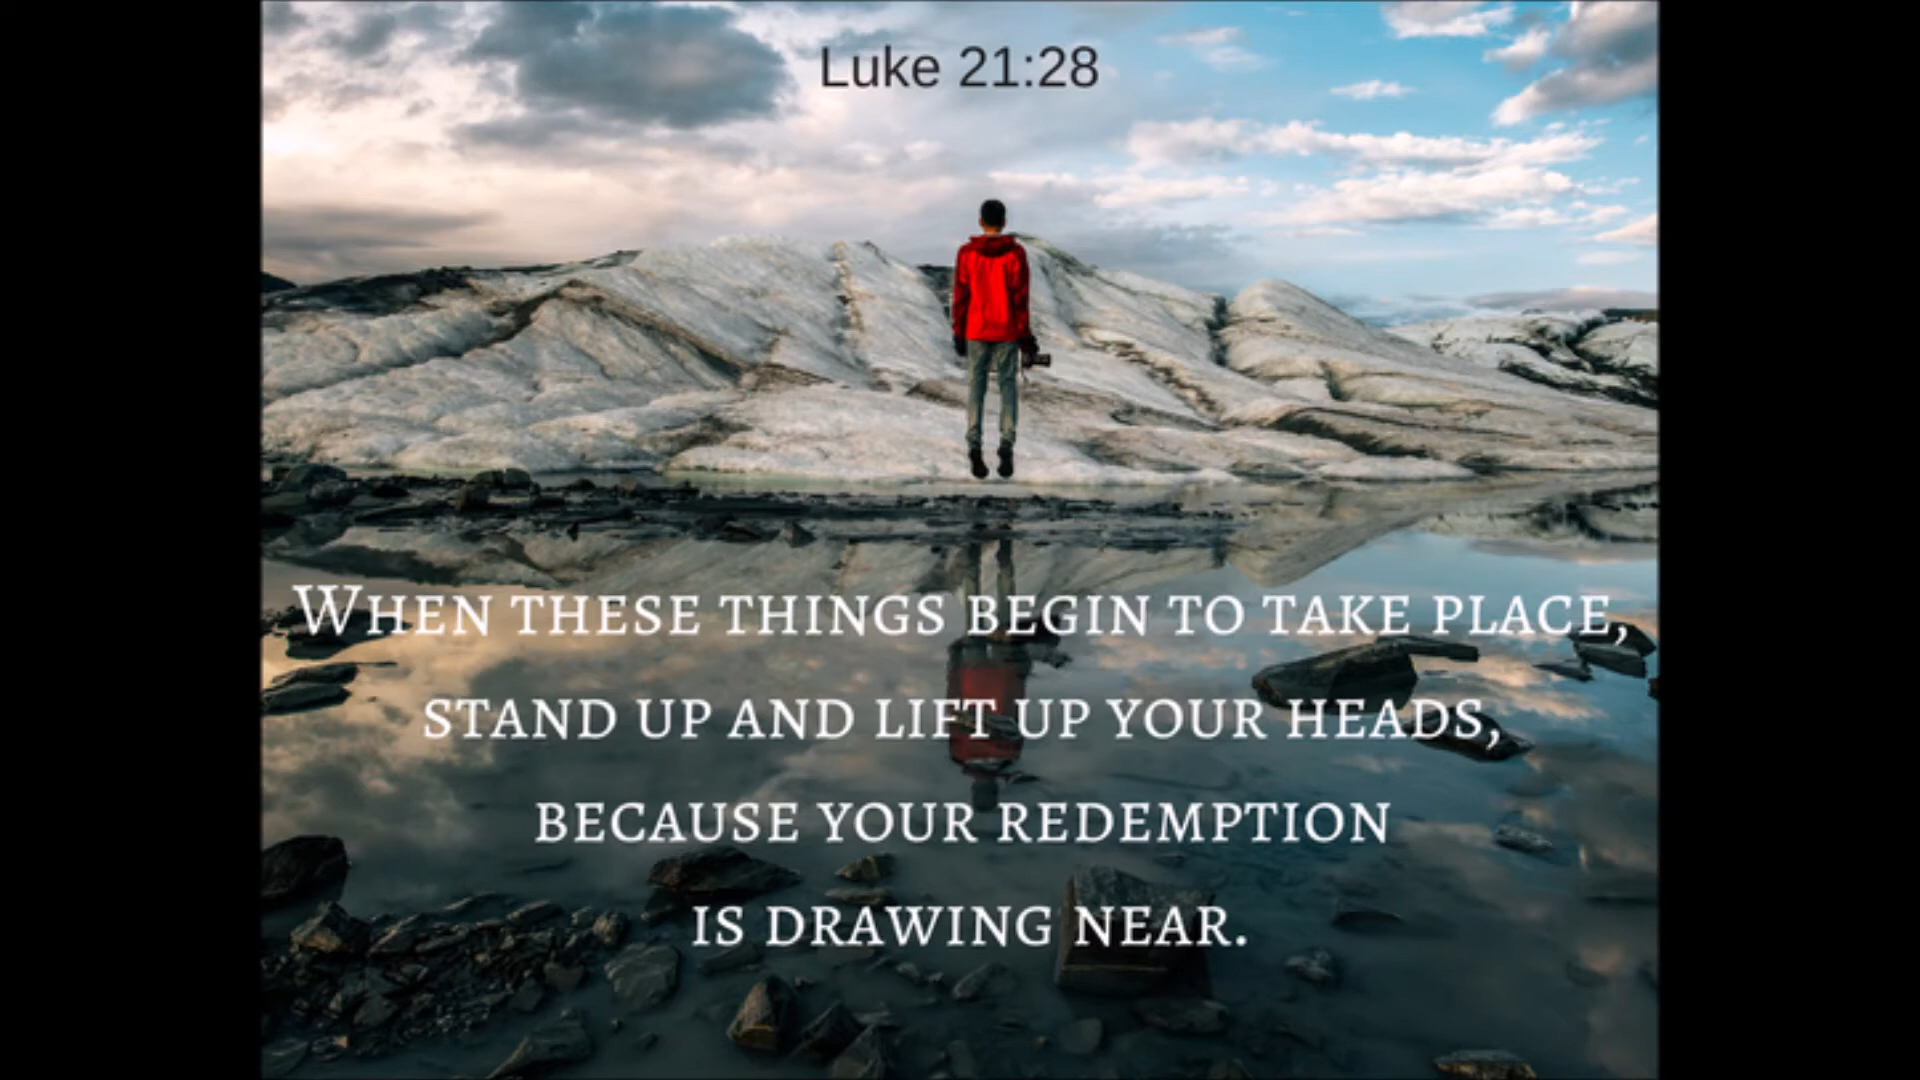 Luke 21:28
When these things begin to take place,
stand up and lift up your heads,
because your redemption
is drawing near.